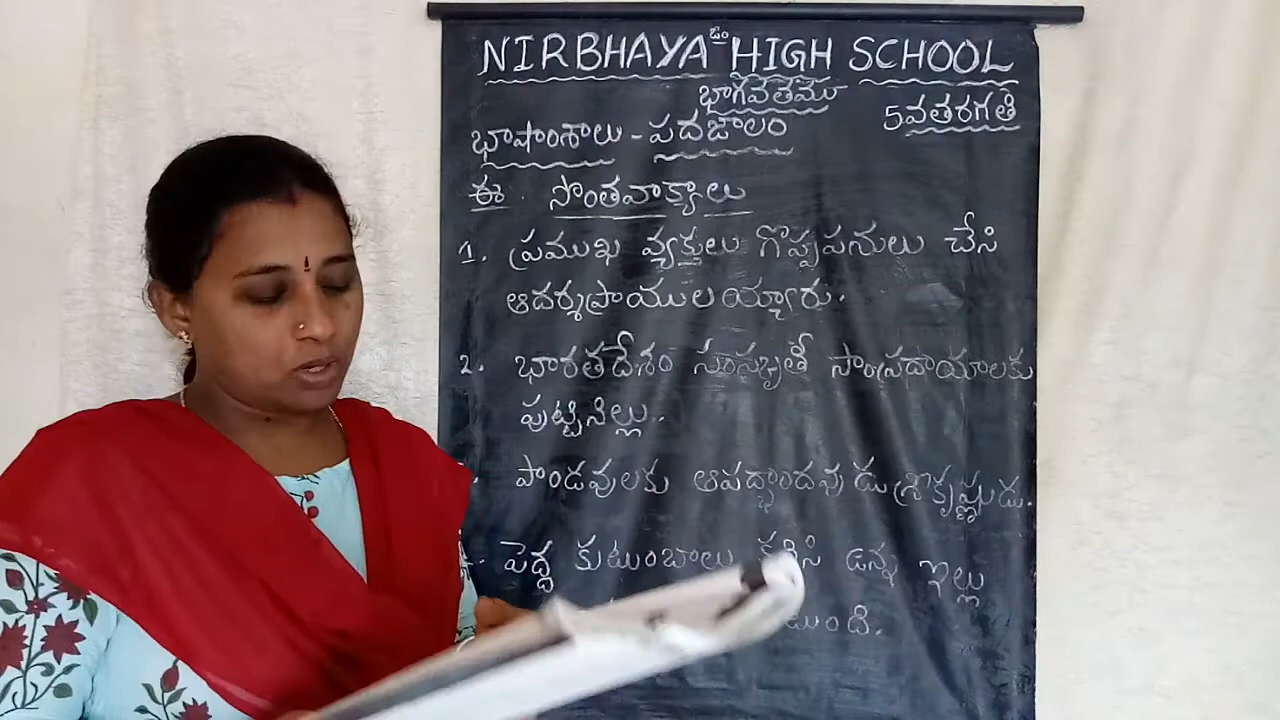 ఓం
NIRBHAYA HIGH SCHOOL
భాగవతము
5వతరగతి
భాషాంశాలు - పదజాలం
ఈ. సొంతవాక్యాలు
1. ప్రముఖ వ్యక్తులు గొప్పపనులు చేసి
ఆదర్శప్రాయులయ్యారు.
2. భారతదేశం సాంప్రదాయాలకు
పుట్టినిల్లు..
పాండవులకు ఆపద్భాందవుడు శ్రీకృష్ణుడు.
పెద్ద కుటుంబాలు కలిసి ఉన్న ఇల్లు